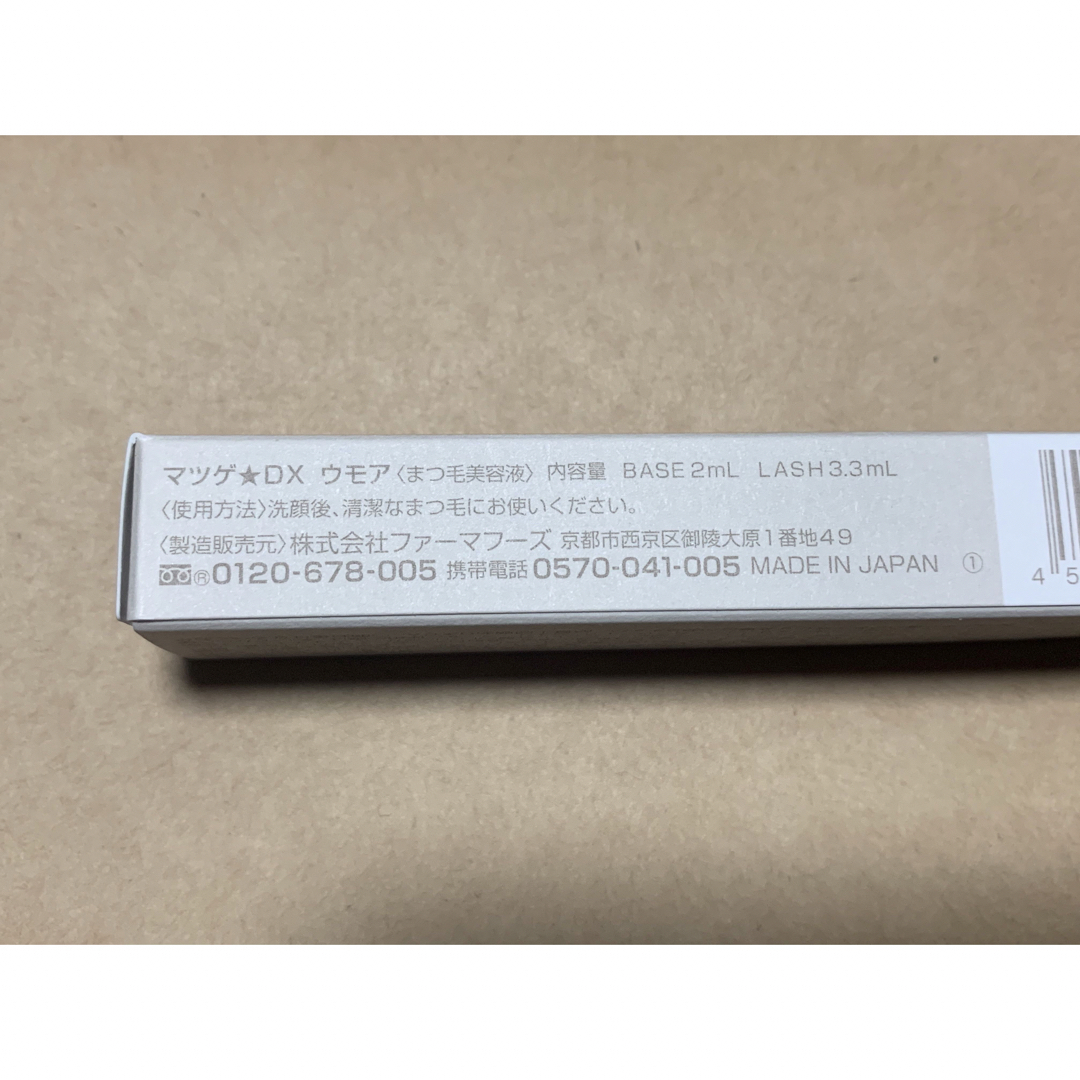 マツゲ★DX ウモア〈まつ毛美容液〉 内容量 BASE 2mL LASH 3.3mL
〈使用方法〉洗顔後、清潔なまつ毛にお使いください。
〈製造販売元〉株式会社ファーマフーズ 京都市西京区御陵大原1番地49
®0120-678-005 携帯電話 0570-041-005 MADE IN JAPAN ①
4 5